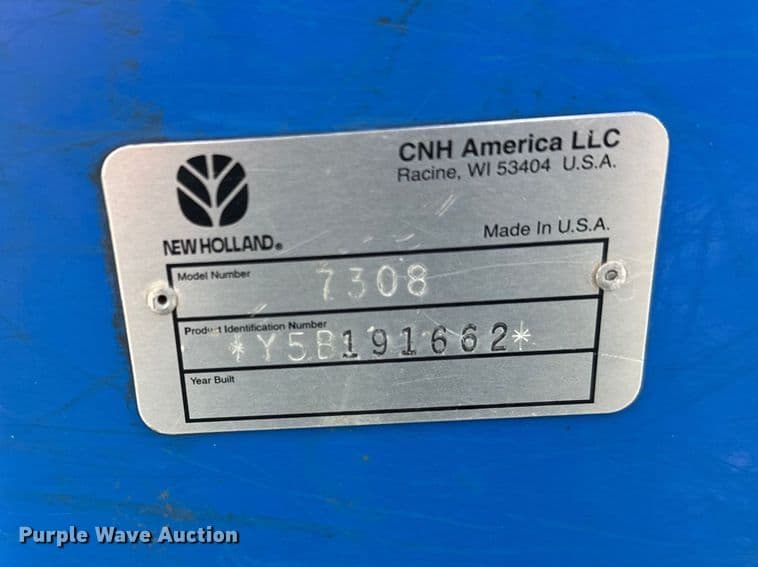 CNH America LLC
Racine, WI 53404 U.S.A.
NEW HOLLAND®
Made In U.S.A.
Model Number
7308
Product Identification Number
*Y5B191662*
Year Built
Purple Wave Auction